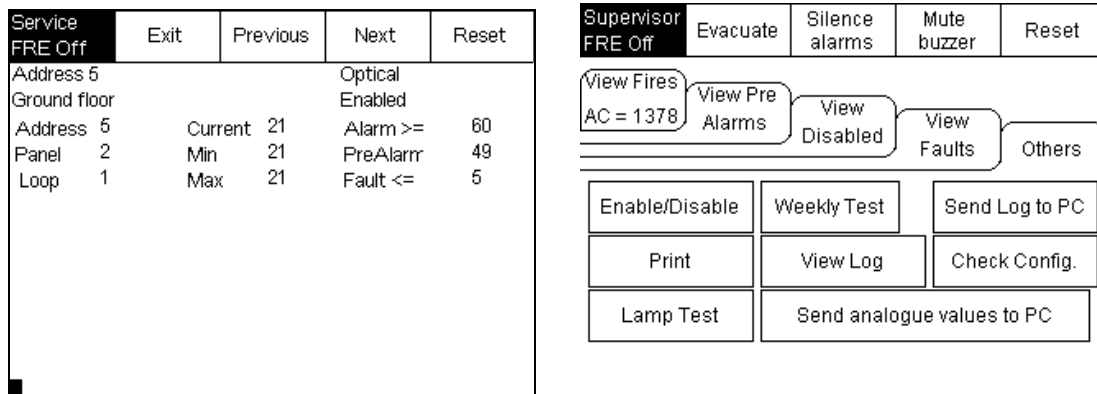 Service
FRE Off
Exit
Previous
Next
Reset
Address 5
Optical
Ground floor
Enabled
Address 5 Current 21 Alarm >= 60
Panel 2 Min 21 PreAlarm 49
Loop 1 Max 21 Fault <= 5
Supervisor
FRE Off
Evacuate
Silence
alarms
Mute
buzzer
Reset
View Fires
AC = 1378
View Pre
Alarms
View
Disabled
View
Faults
Others
Enable/Disable
Weekly Test
Send Log to PC
Print
View Log
Check Config.
Lamp Test
Send analogue values to PC